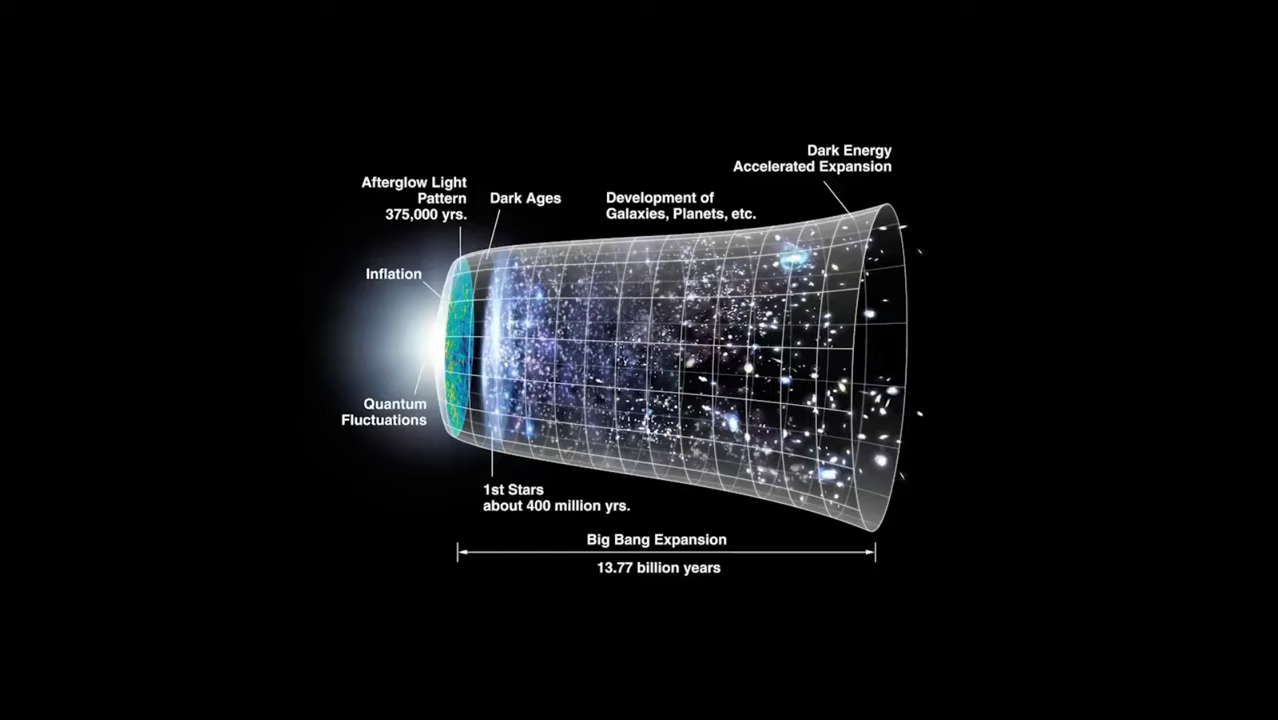 Dark Energy
Accelerated Expansion
Afterglow Light
Pattern
375,000 yrs.
Dark Ages
Development of
Galaxies, Planets, etc.
Inflation
Quantum
Fluctuations
1st Stars
about 400 million yrs.
Big Bang Expansion
13.77 billion years